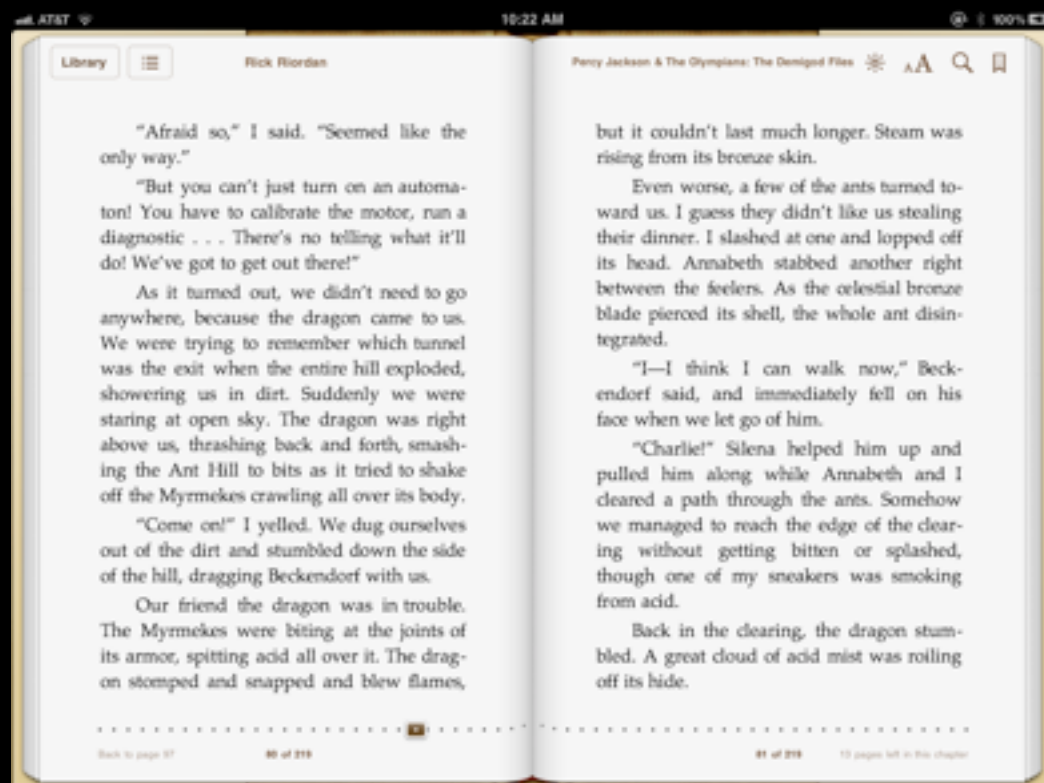 AT&T
10:22 AM
100%
Library
Rick Riordan
Percy Jackson & The Olympians: The Demigod Files
AA
"Afraid so," I said. "Seemed like the
only way."
"But you can't just turn on an automa-
ton! You have to calibrate the motor, run a
diagnostic . . . There's no telling what it'll
do! We've got to get out there!"
As it turned out, we didn't need to go
anywhere, because the dragon came to us.
We were trying to remember which tunnel
was the exit when the entire hill exploded,
showering us in dirt. Suddenly we were
staring at open sky. The dragon was right
above us, thrashing back and forth, smash-
ing the Ant Hill to bits as it tried to shake
off the Myrmekes crawling all over its body.
"Come on!" I yelled. We dug ourselves
out of the dirt and stumbled down the side
of the hill, dragging Beckendorf with us.
Our friend the dragon was in trouble.
The Myrmekes were biting at the joints of
its armor, spitting acid all over it. The drag-
on stomped and snapped and blew flames,
but it couldn't last much longer. Steam was
rising from its bronze skin.
Even worse, a few of the ants turned to-
ward us. I guess they didn't like us stealing
their dinner. I slashed at one and lopped off
its head. Annabeth stabbed another right
between the feelers. As the celestial bronze
blade pierced its shell, the whole ant disin-
tegrated.
"I—I think I can walk now," Beck-
endorf said, and immediately fell on his
face when we let go of him.
"Charlie!" Silena helped him up and
pulled him along while Annabeth and I
cleared a path through the ants. Somehow
we managed to reach the edge of the clear-
ing without getting bitten or splashed,
though one of my sneakers was smoking
from acid.
Back in the clearing, the dragon stum-
bled. A great cloud of acid mist was roiling
off its hide.
Back to page 97
80 of 219
81 of 219
13 pages left in this chapter